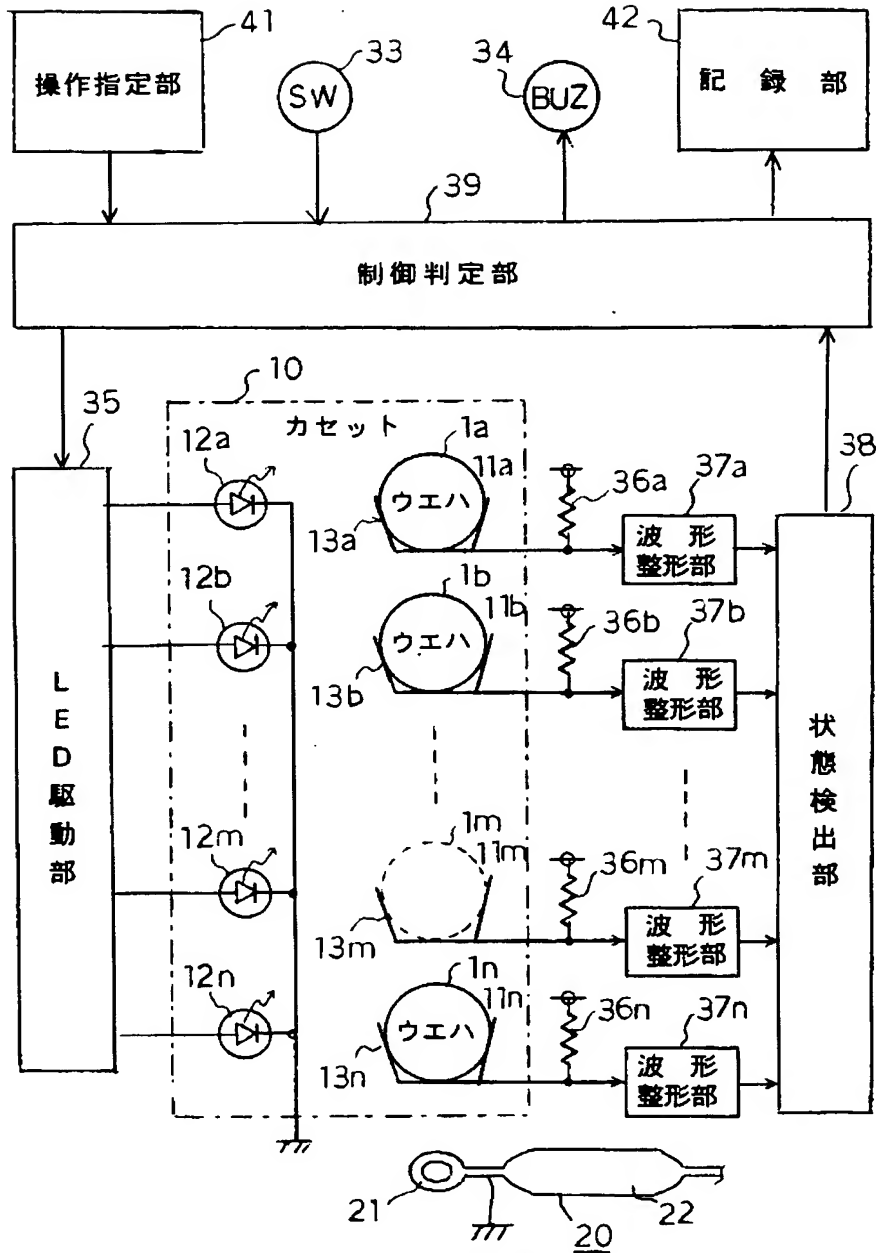 41
33
34
42
操作指定部
SW
BUZ
記録部
39
制御判定部
10
35
カセット
38
12a
1a
11a
36a
37a
ウエハ
13a
波形
整形部
12b
1b
11b
36b
37b
ウエハ
13b
波形
整形部
LED駆動部
状態検出部
12m
1m
11m
36m
37m
13m
波形
整形部
12n
1n
11n
36n
37n
ウエハ
13n
波形
整形部
21
20
22